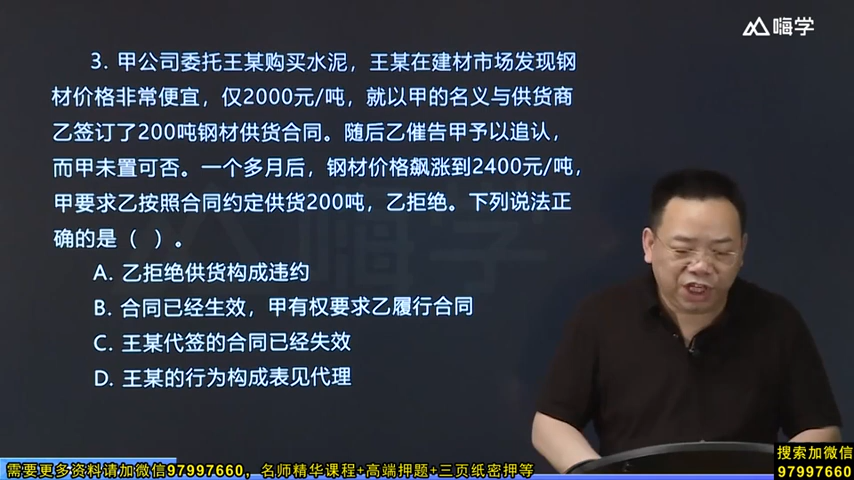 嗨学
3. 甲公司委托王某购买水泥，王某在建材市场发现钢
材价格非常便宜，仅2000元/吨，就以甲的名义与供货商
乙签订了200吨钢材供货合同。随后乙催告甲予以追认，
而甲未置可否。一个多月后，钢材价格飙涨到2400元/吨，
甲要求乙按照合同约定供货200吨，乙拒绝。下列说法正
确的是（ ）。
A. 乙拒绝供货构成违约
B. 合同已经生效，甲有权要求乙履行合同
C. 王某代签的合同已经失效
D. 王某的行为构成表见代理
嗨学
需要更多资料请加微信97997660，名师精华课程+高端押题+三页纸密押等
搜索加微信
97997660